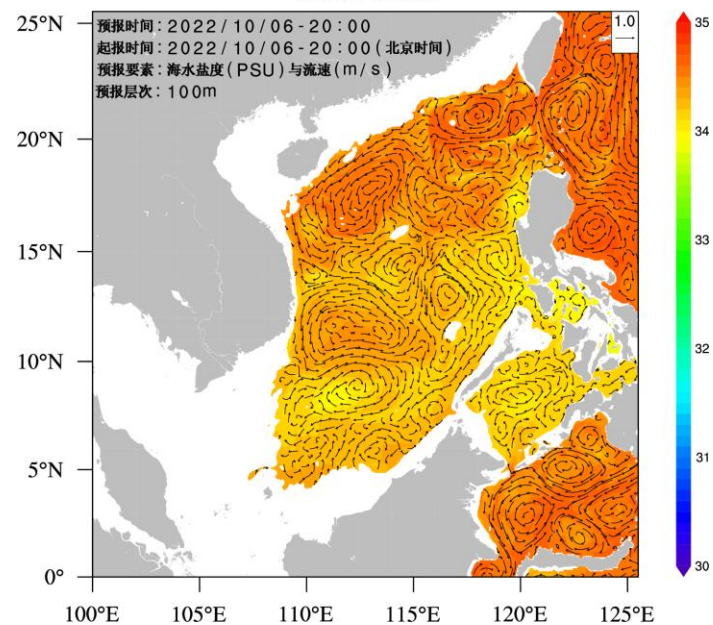 预报时间：2022/10/06-20:00
起报时间：2022/10/06-20:00(北京时间)
预报要素：海水盐度(PSU)与流速(m/s)
预报层次：100m
1.0
25°N
20°N
15°N
10°N
5°N
0°
100°E 105°E 110°E 115°E 120°E 125°E
35
34
33
32
31
30